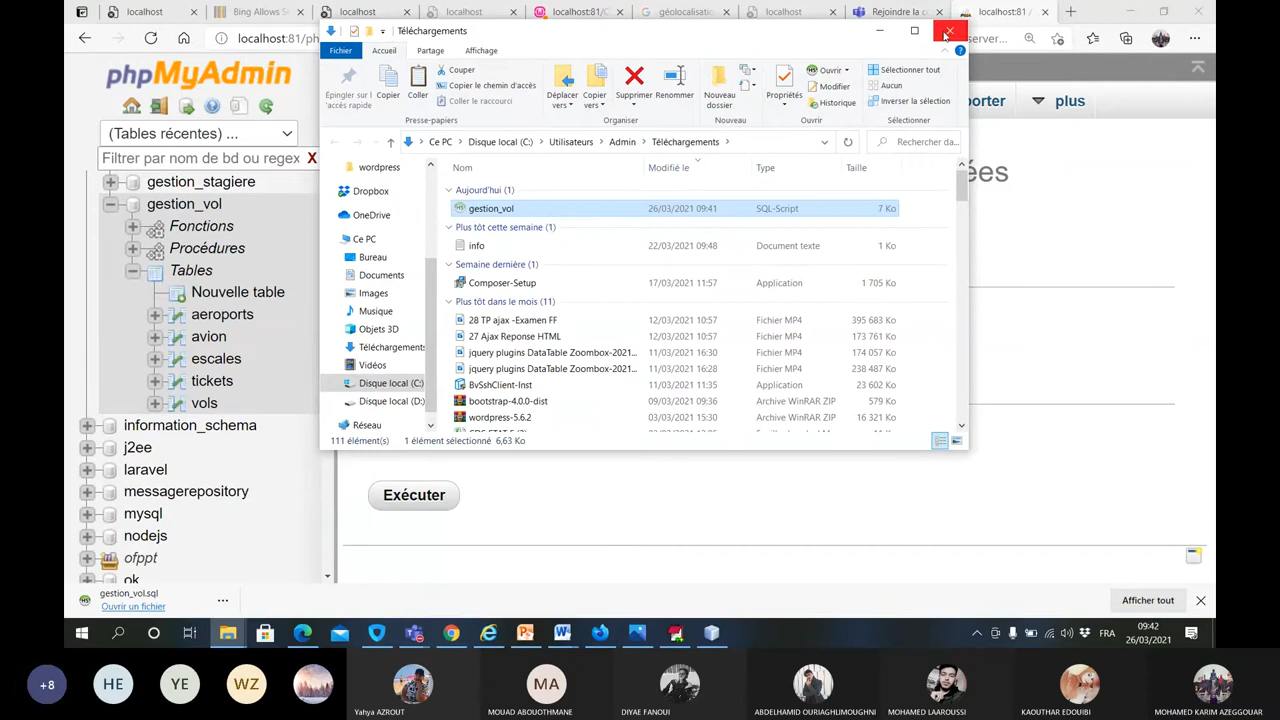 localhost
Bing Allows S
localhost
localhost
localhost
localhost:81/C
géolocalisati
localhost
Rejoindre la c
localhost:81 /
localhost:81/ph
server...
Téléchargements
Fichier
Accueil
Partage
Affichage
Épingler sur l'accès rapide
Copier
Coller
Couper
Copier le chemin d'accès
Coller le raccourci
Déplacer vers
Copier vers
Supprimer
Renommer
Nouveau dossier
Propriétés
Ouvrir
Modifier
Historique
Sélectionner tout
Aucun
Inverser la sélection
Presse-papiers
Organiser
Nouveau
Ouvrir
Sélectionner
Ce PC > Disque local (C:) > Utilisateurs > Admin > Téléchargements >
Rechercher da...
phpMyAdmin
(Tables récentes) ...
Filtrer par nom de bd ou regex X
gestion_stagiere
gestion_vol
Fonctions
Procédures
Tables
Nouvelle table
aeroports
avion
escales
tickets
vols
information_schema
j2ee
laravel
messagerepository
mysql
nodejs
ofppt
ok
wordpress
Dropbox
OneDrive
Ce PC
Bureau
Documents
Images
Musique
Objets 3D
Téléchargements
Vidéos
Disque local (C:)
Disque local (D:)
Réseau
Nom Modifié le Type Taille
Aujourd'hui (1)
gestion_vol 26/03/2021 09:41 SQL-Script 7 Ko
Plus tôt cette semaine (1)
info 22/03/2021 09:48 Document texte 1 Ko
Semaine dernière (1)
Composer-Setup 17/03/2021 11:57 Application 1 705 Ko
Plus tôt dans le mois (11)
28 TP ajax -Examen FF 12/03/2021 10:57 Fichier MP4 395 683 Ko
27 Ajax Reponse HTML 12/03/2021 10:57 Fichier MP4 173 761 Ko
jquery plugins DataTable Zoombox-2021... 11/03/2021 16:30 Fichier MP4 174 057 Ko
jquery plugins DataTable Zoombox-2021... 11/03/2021 16:28 Fichier MP4 238 487 Ko
BvSshClient-Inst 11/03/2021 11:35 Application 23 602 Ko
bootstrap-4.0.0-dist 09/03/2021 09:36 Archive WinRAR ZIP 579 Ko
wordpress-5.6.2 03/03/2021 15:30 Archive WinRAR ZIP 16 321 Ko
111 élément(s) 1 élément sélectionné 6,63 Ko
porter
plus
ées
Exécuter
gestion_vol.sql
Ouvrir un fichier
...
Afficher tout
FRA
09:42
26/03/2021
+8
HE
YE
WZ
Yahya AZROUT
MA
MOUAD ABOUOTHMANE
DIYAE FANOUI
ABDELHAMID OURIAGHLIMOUGHNI
MOHAMED LAAROUSSI
KAOUTHAR EDOUIBI
MOHAMED KARIM AZEGGOUAR